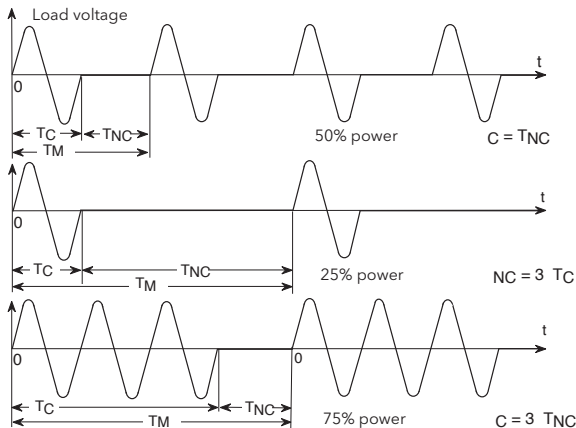 Load voltage
t
0
TC TNC
TM
50% power
C = TNC
t
0
TC TNC
TM
25% power
NC = 3 TC
t
0 0
TC TNC
TM
75% power
C = 3 TNC